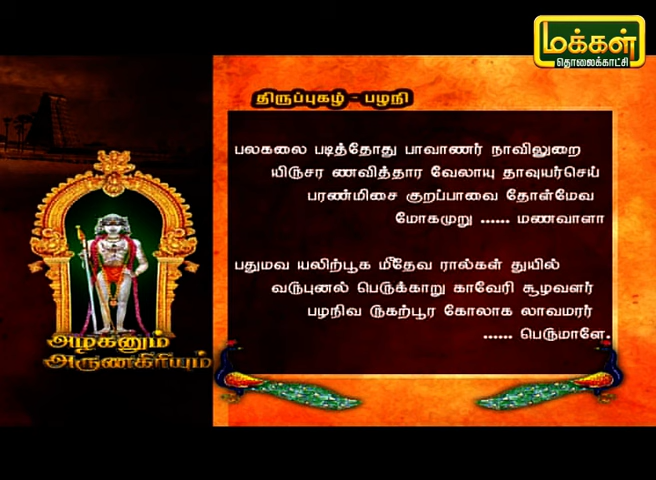 மக்கள்
தொலைக்காட்சி
திருப்புகழ் - பழநி
பலகலை படித்தோது பாவாணர் நாவிலுறை
யிருசர ணவித்தார வேலாயு தாவுயர்செய்
பரண்மிசை குறப்பாவை தோள்மேவ
மோகமுறு ...... மணவாளா
பதுமவ யலிற்பூக மீதேவ ரால்கள் துயில்
வருபுனல் பெருக்காறு காவேரி சூழவளர்
பழநிவ ருகற்பூர கோலாக லாவமரர்
...... பெருமாளே.
அழகனும்
அருணகிரியும்